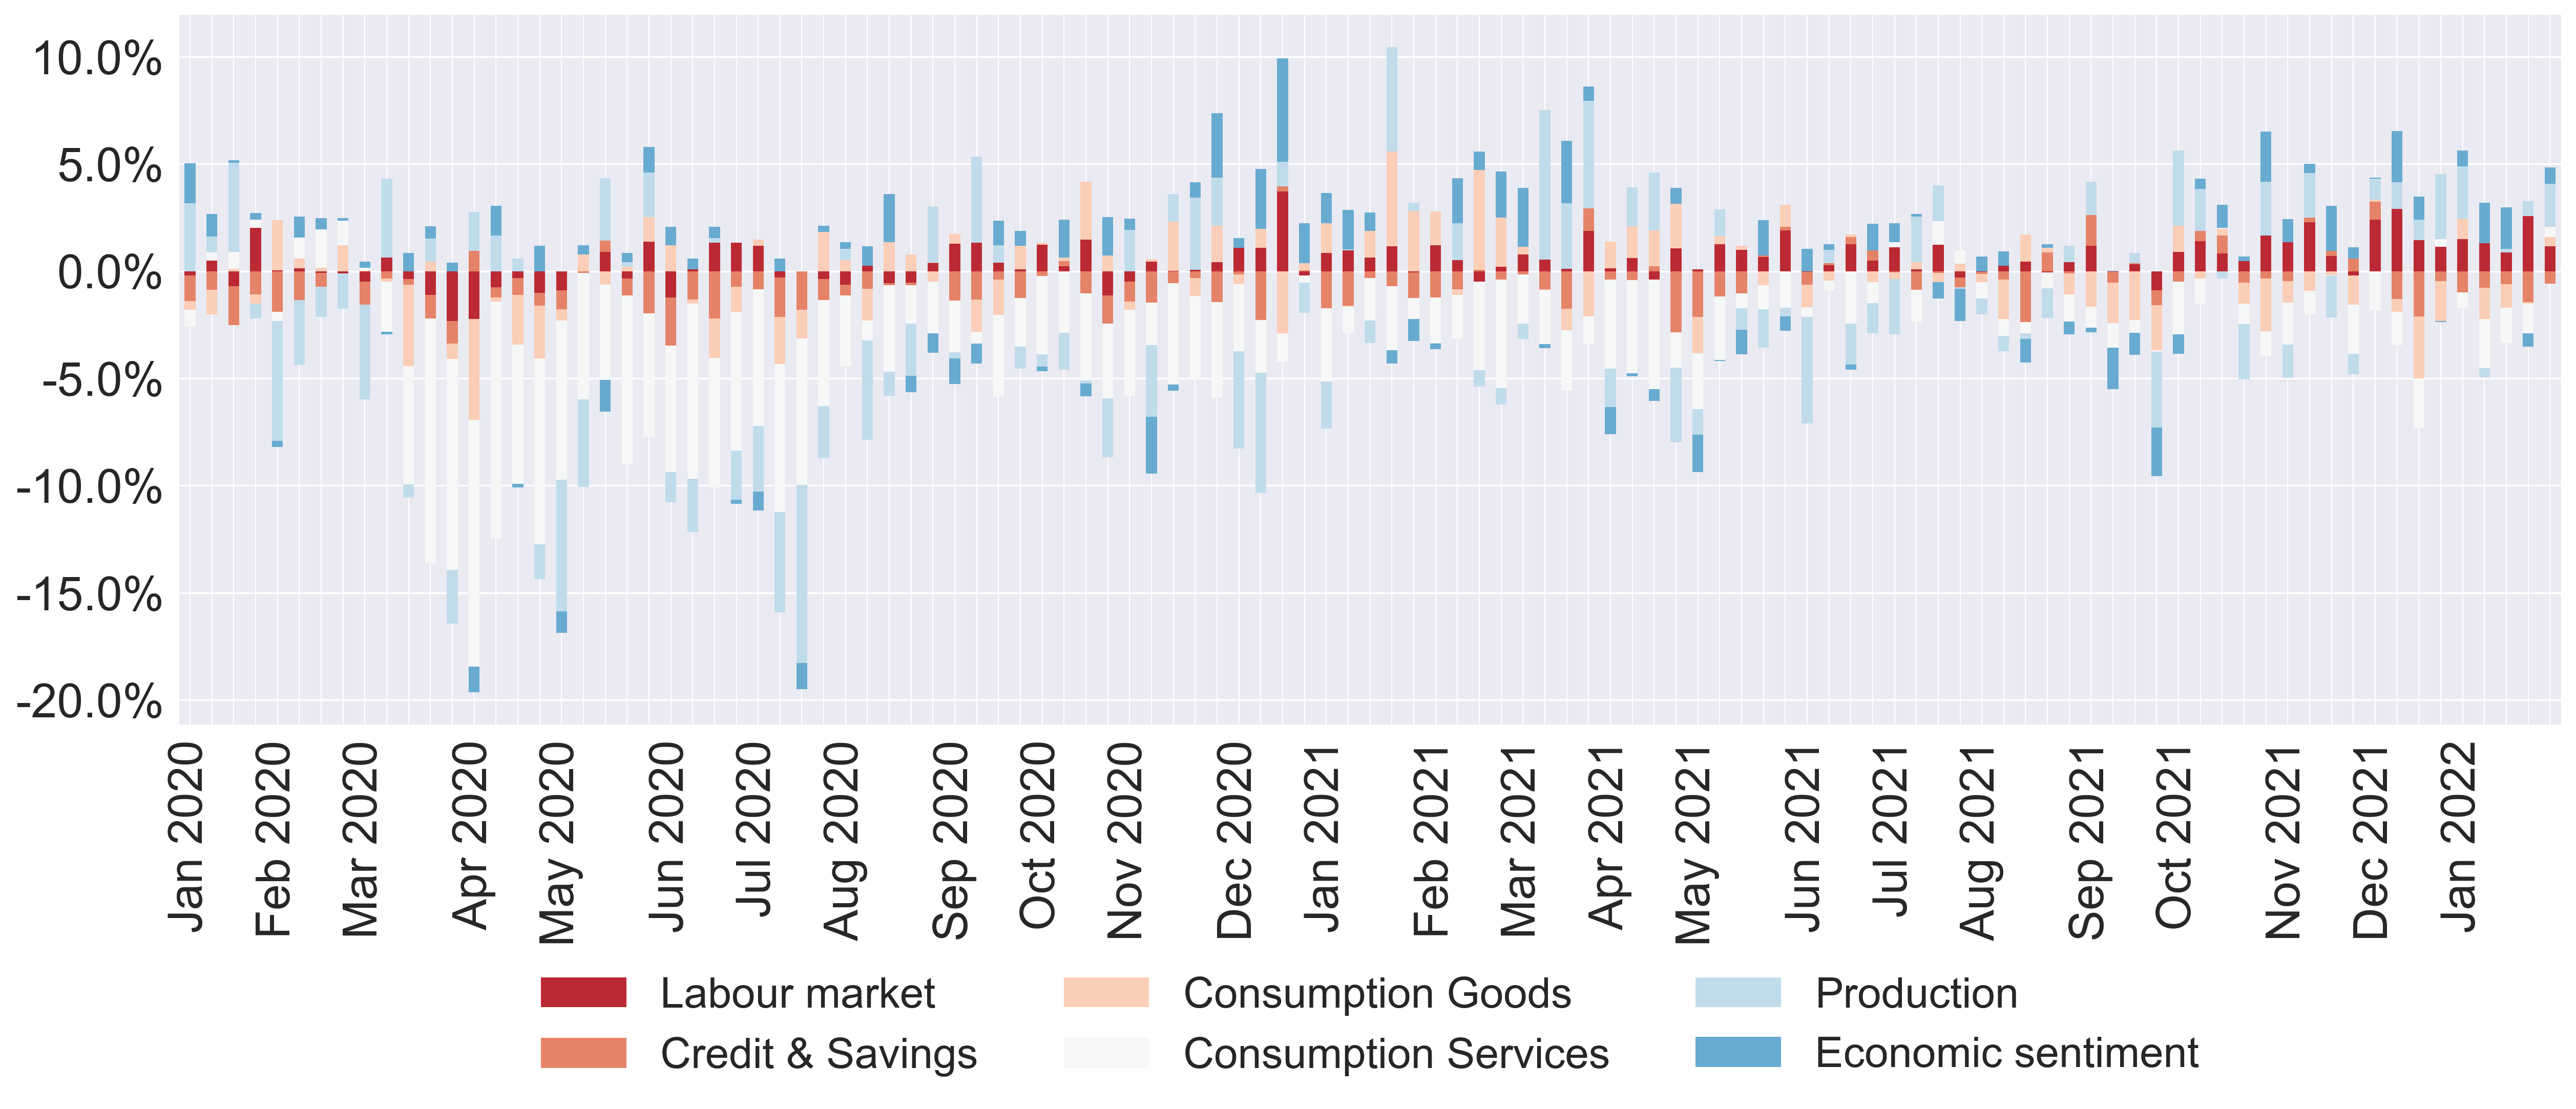 10.0%
5.0%
0.0%
-5.0%
-10.0%
-15.0%
-20.0%
Jan 2020
Feb 2020
Mar 2020
Apr 2020
May 2020
Jun 2020
Jul 2020
Aug 2020
Sep 2020
Oct 2020
Nov 2020
Dec 2020
Jan 2021
Feb 2021
Mar 2021
Apr 2021
May 2021
Jun 2021
Jul 2021
Aug 2021
Sep 2021
Oct 2021
Nov 2021
Dec 2021
Jan 2022
Labour market
Consumption Goods
Production
Credit & Savings
Consumption Services
Economic sentiment